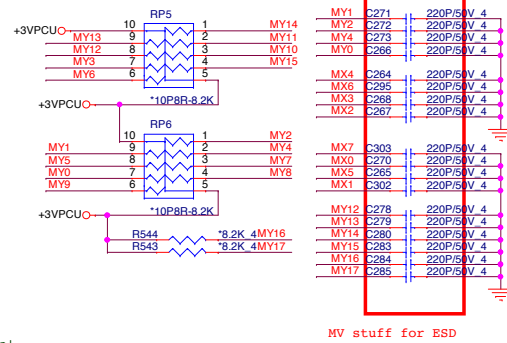 RP5
+3VPCU 10 1 MY14
MY13 9 2 MY11
MY12 8 3 MY10
MY3 7 4 MY15
MY6 6 5
+3VPCU *10P8R-8.2K
RP6
10 1 MY2
MY1 9 2 MY4
MY5 8 3 MY7
MY0 7 4 MY8
MY9 6 5
+3VPCU *10P8R-8.2K
R544 *8.2K_4 MY16
R543 *8.2K_4 MY17
MY1 C271 220P/50V_4
MY2 C272 220P/50V_4
MY4 C273 220P/50V_4
MY0 C266 220P/50V_4
MX4 C264 220P/50V_4
MX6 C295 220P/50V_4
MX3 C268 220P/50V_4
MX2 C267 220P/50V_4
MX7 C303 220P/50V_4
MX0 C270 220P/50V_4
MX5 C265 220P/50V_4
MX1 C302 220P/50V_4
MY12 C278 220P/50V_4
MY13 C279 220P/50V_4
MY14 C280 220P/50V_4
MY15 C283 220P/50V_4
MY16 C284 220P/50V_4
MY17 C285 220P/50V_4
MV stuff for ESD